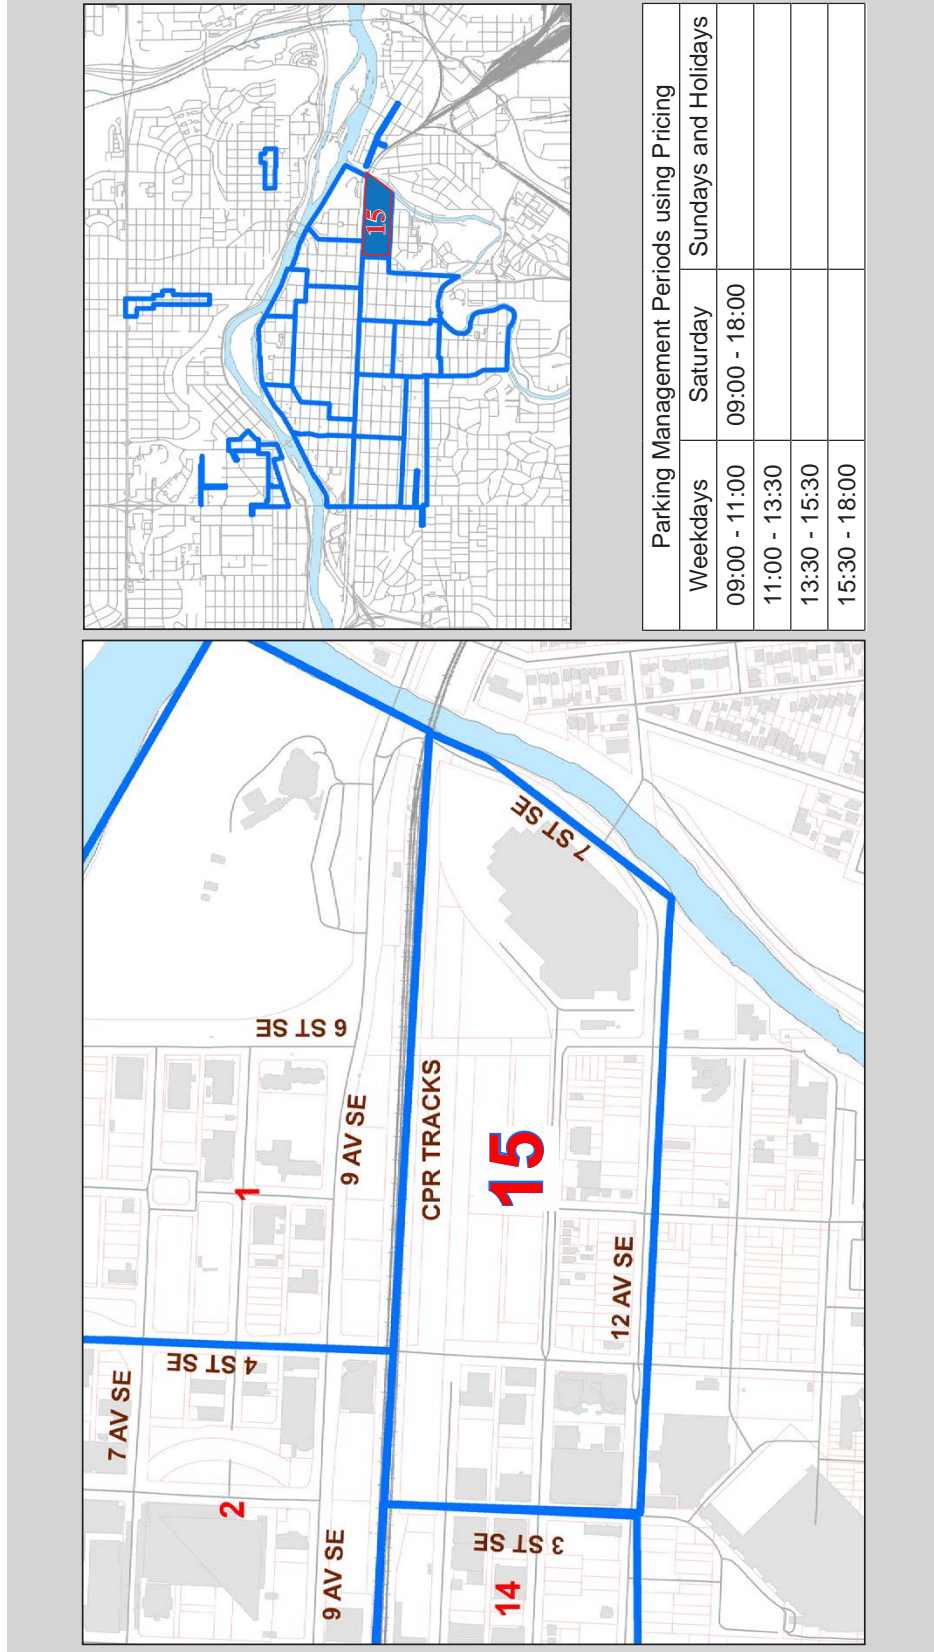 7 AV SE
4 ST SE
6 ST SE
2
1
9 AV SE
9 AV SE
CPR TRACKS
3 ST SE
14
15
7 ST SE
12 AV SE
15
Parking Management Periods using Pricing
Weekdays Saturday Sundays and Holidays
09:00 - 11:00 09:00 - 18:00
11:00 - 13:30
13:30 - 15:30
15:30 - 18:00